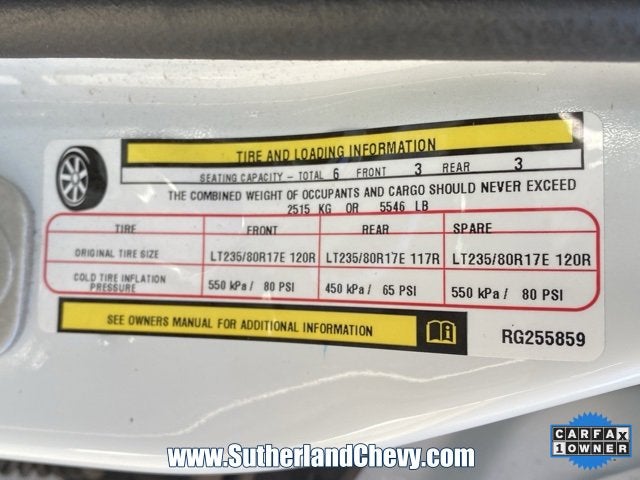 TIRE AND LOADING INFORMATION
SEATING CAPACITY – TOTAL 6 FRONT 3 REAR 3
THE COMBINED WEIGHT OF OCCUPANTS AND CARGO SHOULD NEVER EXCEED
2515 KG OR 5546 LB
TIRE FRONT REAR SPARE
ORIGINAL TIRE SIZE LT235/80R17E 120R LT235/80R17E 117R LT235/80R17E 120R
COLD TIRE INFLATION
PRESSURE 550 kPa / 80 PSI 450 kPa / 65 PSI 550 kPa / 80 PSI
SEE OWNERS MANUAL FOR ADDITIONAL INFORMATION
RG255859
CARFAX
1 OWNER
www.SutherlandChevy.com